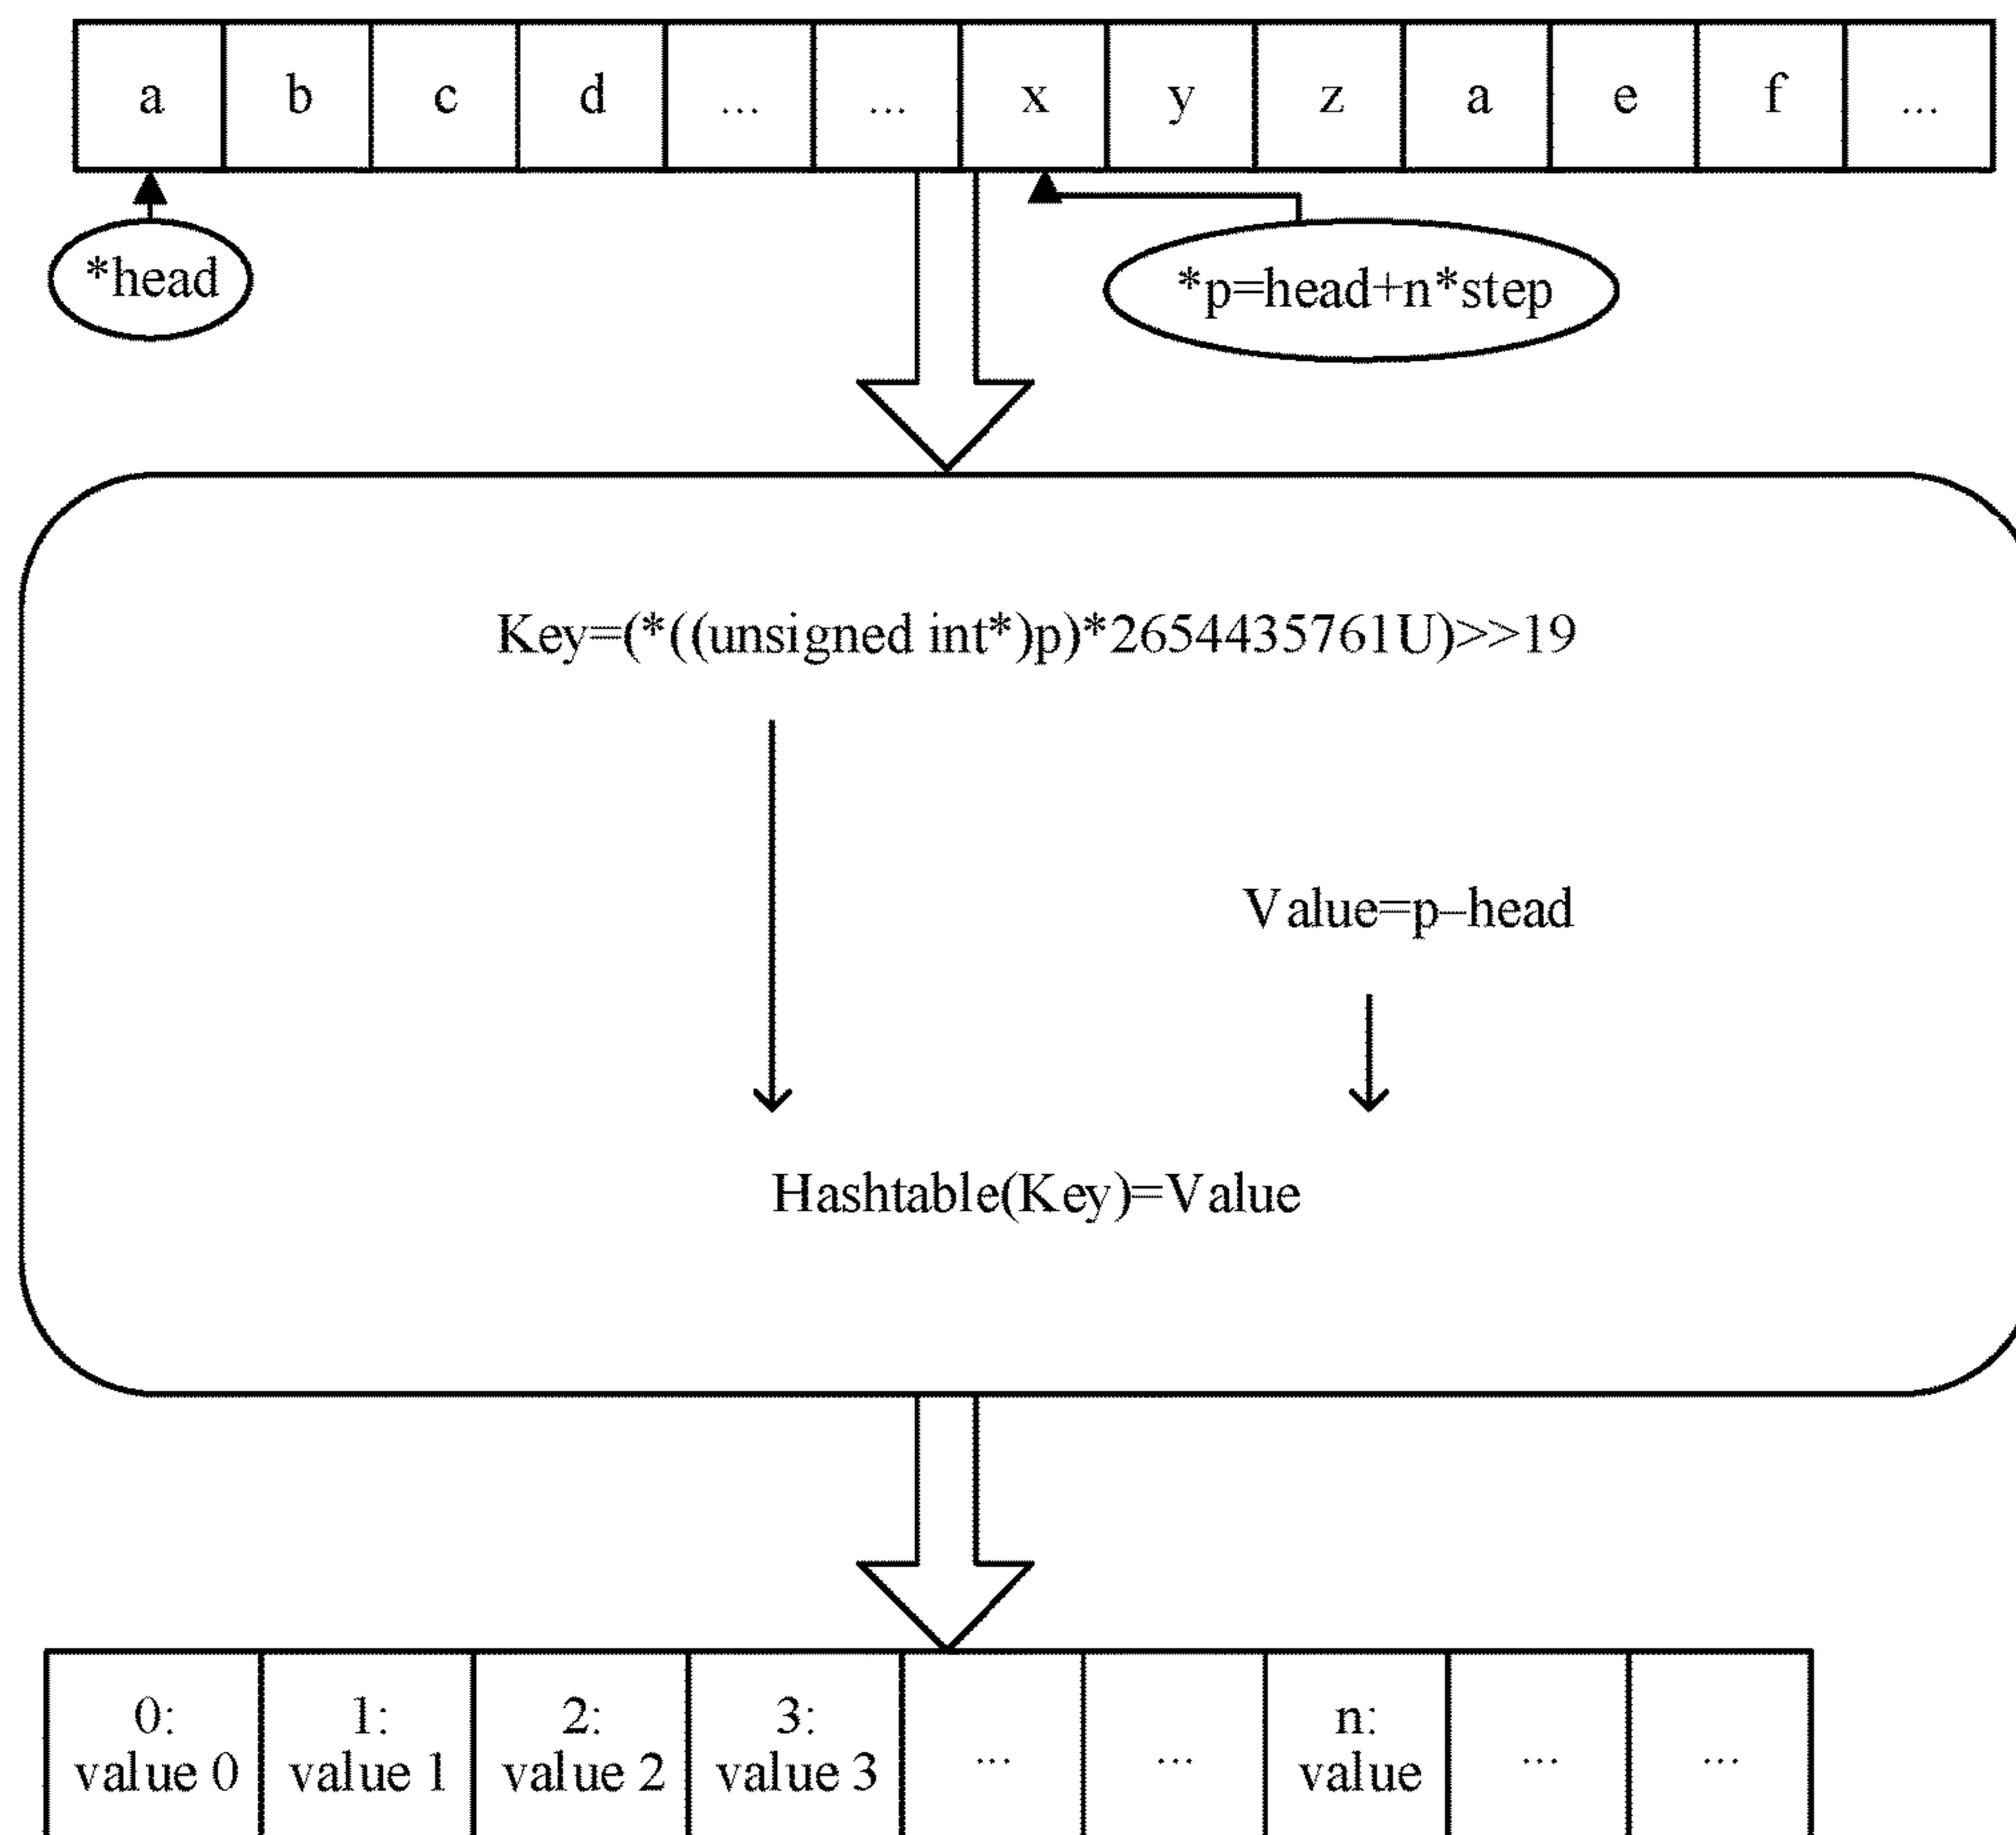 a b c d ... ... x y z a e f ...
*head
*p=head+n*step
Key=(*((unsigned int*)p)*2654435761U)>>19
Value=p–head
Hashtable(Key)=Value
0: 1: 2: 3: n:
value 0 value 1 value 2 value 3 ... ... value ... ...